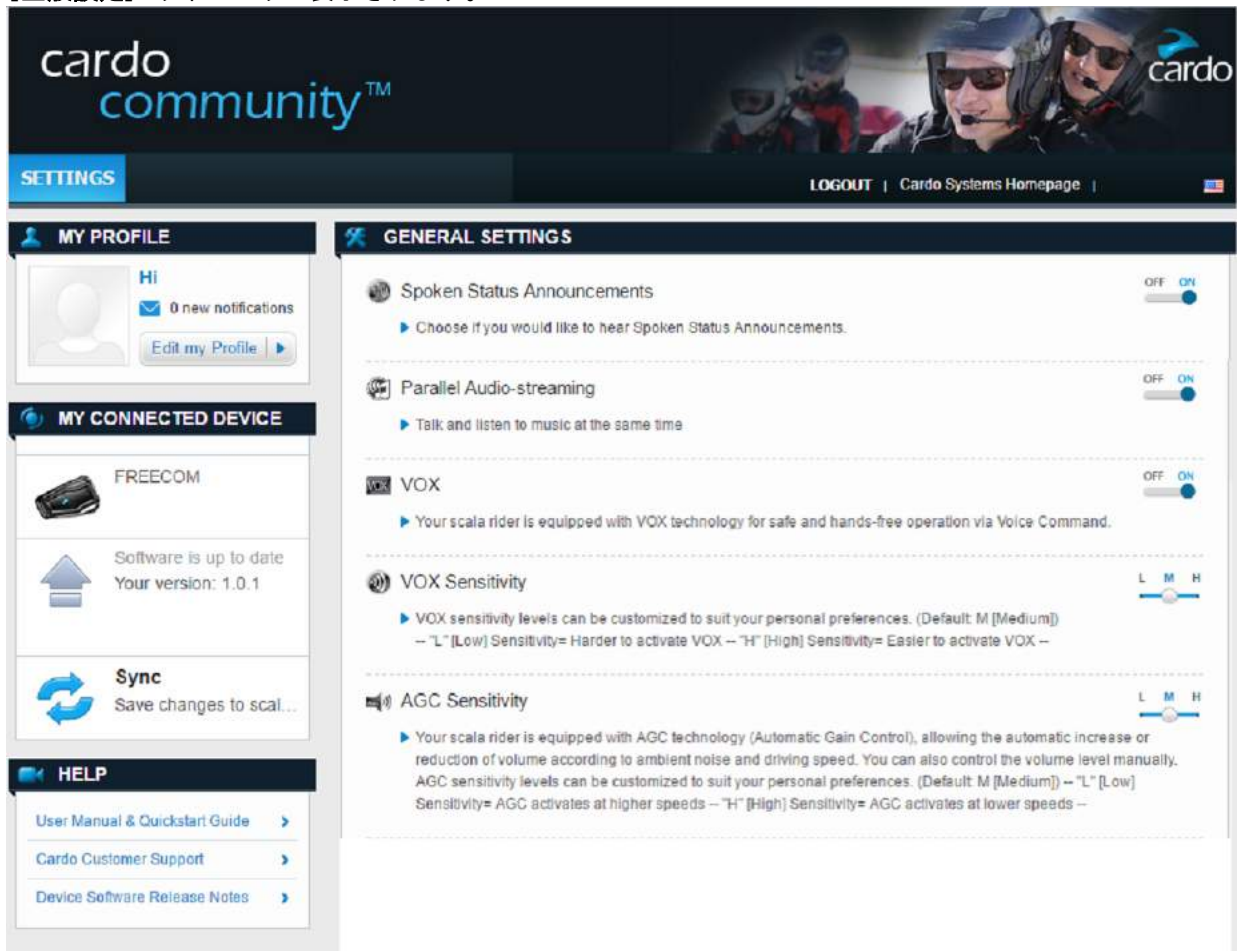 cardo
community™
cardo
SETTINGS
LOGOUT | Cardo Systems Homepage |
MY PROFILE
Hi
0 new notifications
Edit my Profile
MY CONNECTED DEVICE
FREECOM
Software is up to date
Your version: 1.0.1
Sync
Save changes to scal...
HELP
User Manual & Quickstart Guide
Cardo Customer Support
Device Software Release Notes
GENERAL SETTINGS
Spoken Status Announcements
OFF ON
Choose if you would like to hear Spoken Status Announcements.
Parallel Audio-streaming
OFF ON
Talk and listen to music at the same time
VOX
VOX
OFF ON
Your scala rider is equipped with VOX technology for safe and hands-free operation via Voice Command.
VOX Sensitivity
L M H
VOX sensitivity levels can be customized to suit your personal preferences. (Default: M [Medium])
-- "L" [Low] Sensitivity= Harder to activate VOX -- "H" [High] Sensitivity= Easier to activate VOX --
AGC Sensitivity
L M H
Your scala rider is equipped with AGC technology (Automatic Gain Control), allowing the automatic increase or
reduction of volume according to ambient noise and driving speed. You can also control the volume level manually.
AGC sensitivity levels can be customized to suit your personal preferences. (Default: M [Medium]) -- "L" [Low]
Sensitivity= AGC activates at higher speeds -- "H" [High] Sensitivity= AGC activates at lower speeds --